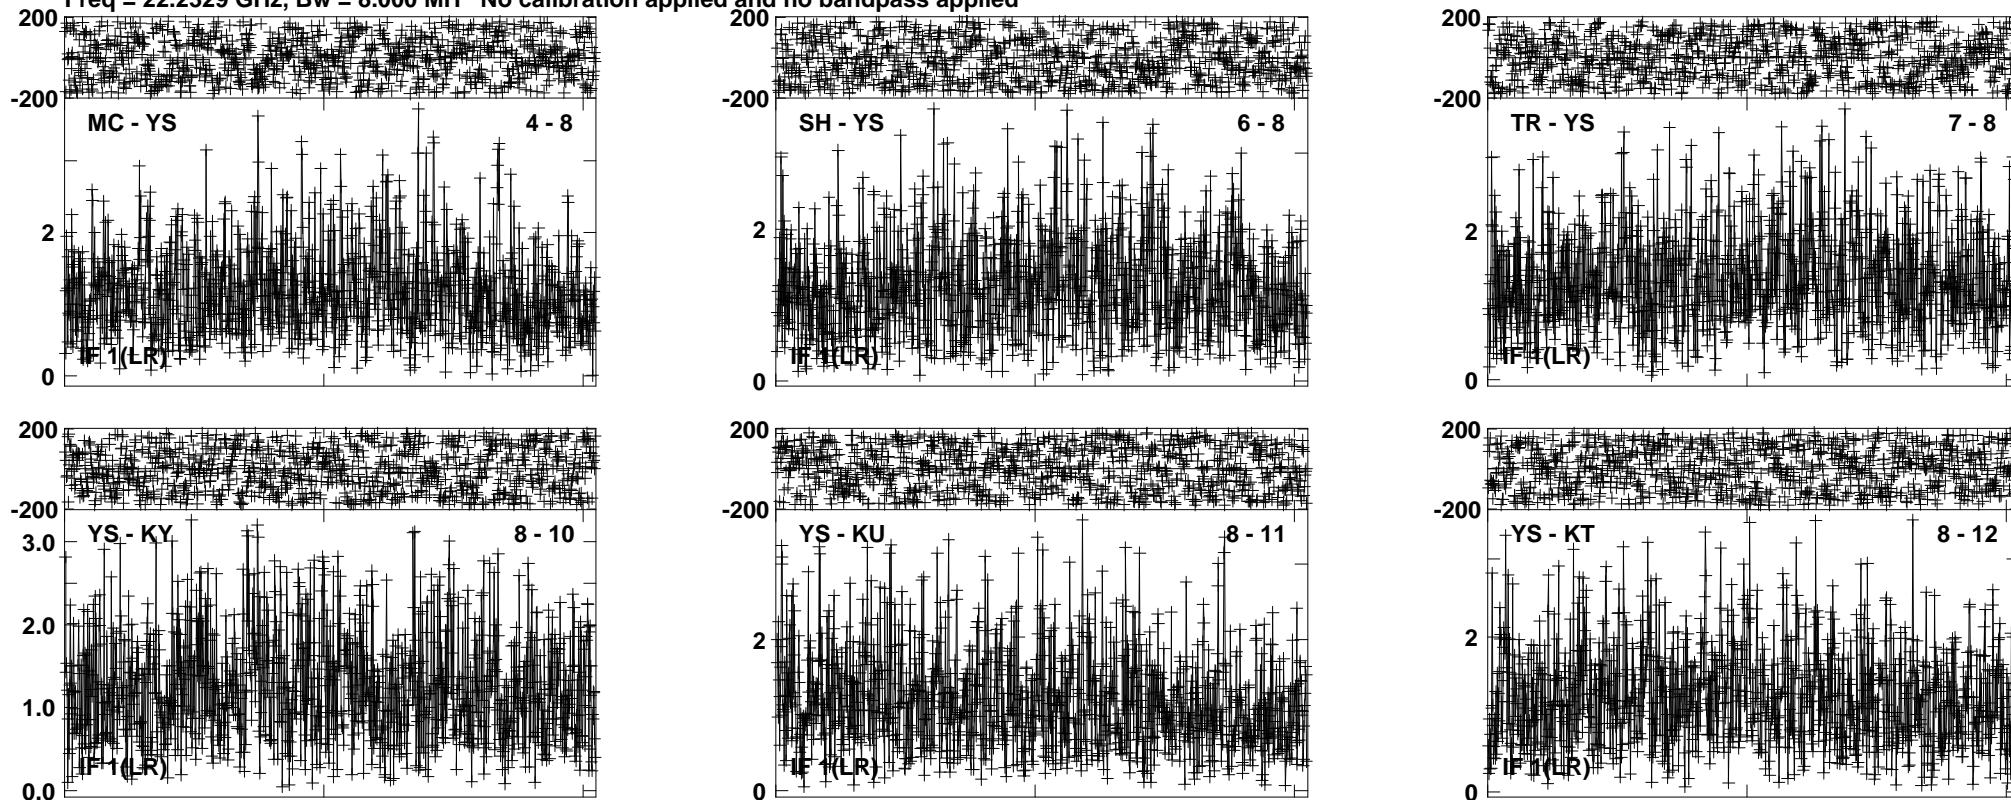 Freq = 22.2329 GHz, Bw = 8.000 MH No calibration applied and no bandpass applied
200
-200
MC - YS 4 - 8
2
IF 1(LR)
0
200
-200
SH - YS 6 - 8
2
IF 1(LR)
0
200
-200
TR - YS 7 - 8
2
IF 1(LR)
0
200
-200
3.0
YS - KY 8 - 10
2.0
1.0
IF 1(LR)
0.0
200
-200
YS - KU 8 - 11
2
IF 1(LR)
0
200
-200
YS - KT 8 - 12
2
IF 1(LR)
0